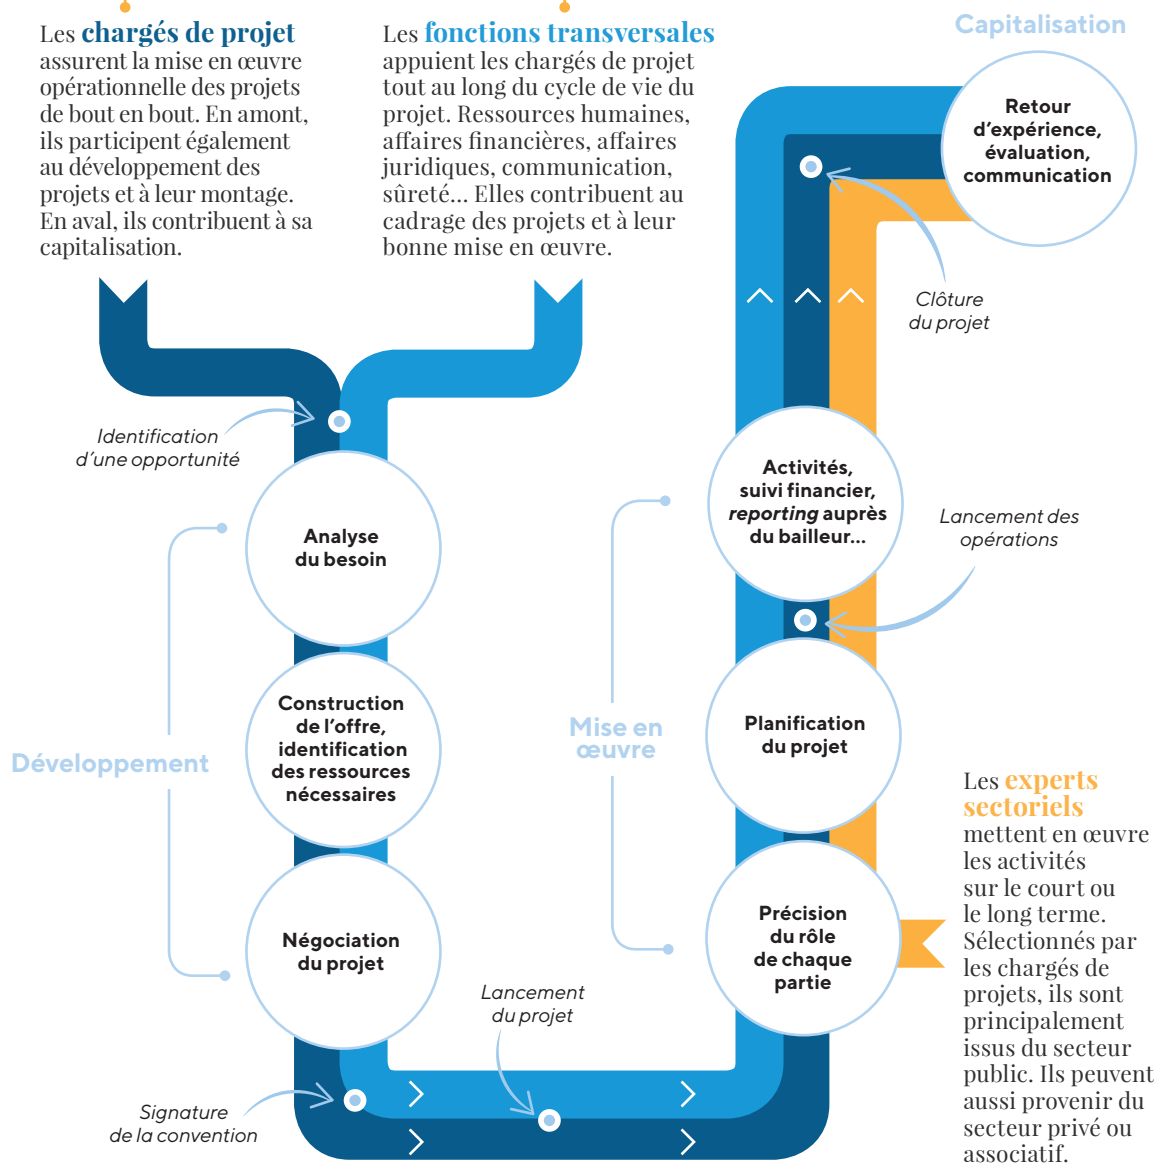 Les chargés de projet
assurent la mise en œuvre
opérationnelle des projets
de bout en bout. En amont,
ils participent également
au développement des
projets et à leur montage.
En aval, ils contribuent à sa
capitalisation.
Les fonctions transversales
appuient les chargés de projet
tout au long du cycle de vie du
projet. Ressources humaines,
affaires financières, affaires
juridiques, communication,
sûreté... Elles contribuent au
cadrage des projets et à leur
bonne mise en œuvre.
Identification
d'une opportunité
Développement
Analyse
du besoin
Construction
de l'offre,
identification
des ressources
nécessaires
Négociation
du projet
Signature
de la convention
Lancement
du projet
Mise en
œuvre
Précision
du rôle
de chaque
partie
Les experts
sectoriels
mettent en œuvre
les activités
sur le court ou
le long terme.
Sélectionnés par
les chargés de
projets, ils sont
principalement
issus du secteur
public. Ils peuvent
aussi provenir du
secteur privé ou
associatif.
Planification
du projet
Lancement des
opérations
Activités,
suivi financier,
reporting auprès
du bailleur...
Clôture
du projet
Capitalisation
Retour
d'expérience,
évaluation,
communication